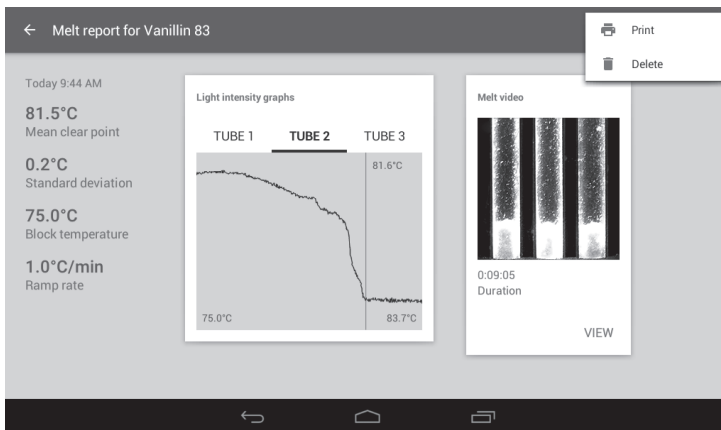 Melt report for Vanillin 83
Print
Delete
Today 9:44 AM
81.5°C
Mean clear point
0.2°C
Standard deviation
75.0°C
Block temperature
1.0°C/min
Ramp rate
Light intensity graphs
TUBE 1 TUBE 2 TUBE 3
81.6°C
75.0°C 83.7°C
Melt video
0:09:05
Duration
VIEW